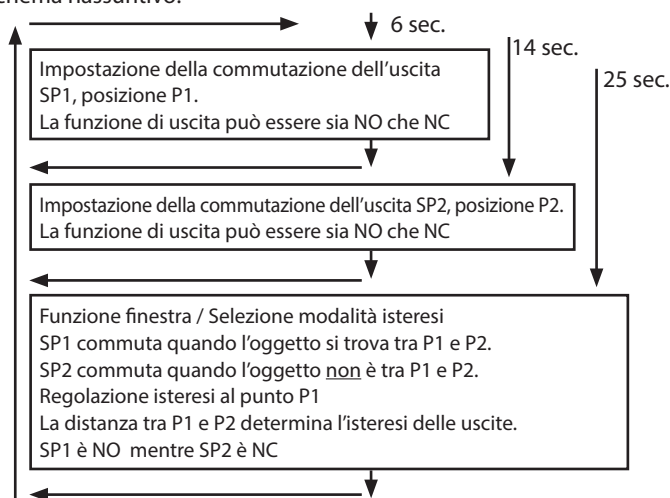 schema riassuntivo:
6 sec.
14 sec.
25 sec.
Impostazione della commutazione dell'uscita
SP1, posizione P1.
La funzione di uscita può essere sia NO che NC
Impostazione della commutazione dell'uscita SP2, posizione P2.
La funzione di uscita può essere sia NO che NC
Funzione finestra / Selezione modalità isteresi
SP1 commuta quando l'oggetto si trova tra P1 e P2.
SP2 commuta quando l'oggetto non è tra P1 e P2.
Regolazione isteresi al punto P1
La distanza tra P1 e P2 determina l'isteresi delle uscite.
SP1 è NO mentre SP2 è NC